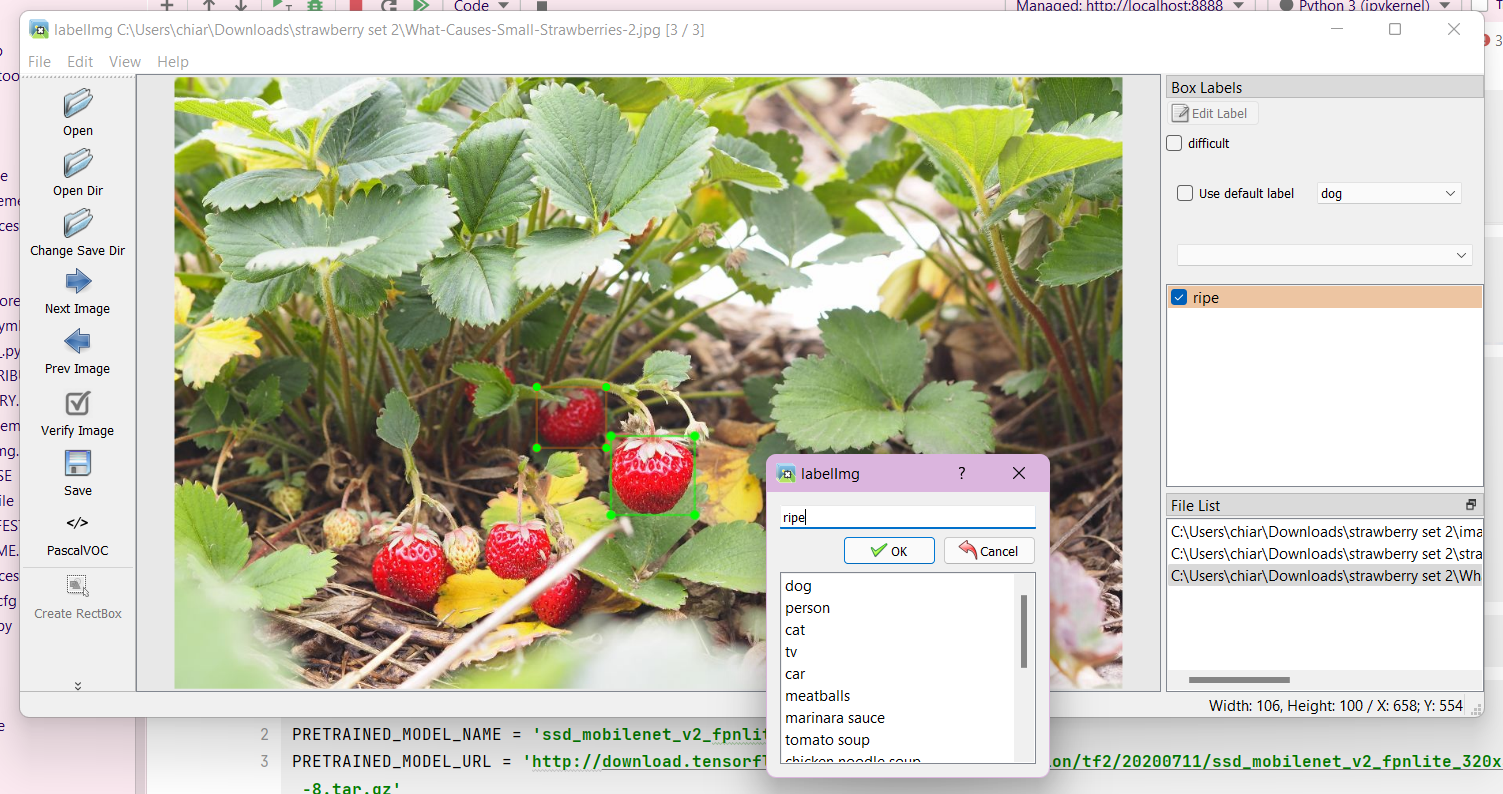 Code
Managed: http://localhost:8888
Python 3 (ipykernel)
labelImg C:\Users\chiar\Downloads\strawberry set 2\What-Causes-Small-Strawberries-2.jpg [3 / 3]
File Edit View Help
Open
Open Dir
Change Save Dir
Next Image
Prev Image
Verify Image
Save
</>
PascalVOC
Create RectBox
Box Labels
Edit Label
difficult
Use default label
dog
ripe
File List
C:\Users\chiar\Downloads\strawberry set 2\ima
C:\Users\chiar\Downloads\strawberry set 2\stra
C:\Users\chiar\Downloads\strawberry set 2\Wh
labelImg
?
ripe
OK
Cancel
dog
person
cat
tv
car
meatballs
marinara sauce
tomato soup
chicken noodle soup
Width: 106, Height: 100 / X: 658; Y: 554
2 PRETRAINED_MODEL_NAME = 'ssd_mobilenet_v2_fpnlite
3 PRETRAINED_MODEL_URL = 'http://download.tensorfl on/tf2/20200711/ssd_mobilenet_v2_fpnlite_320x
-8.tar.gz'